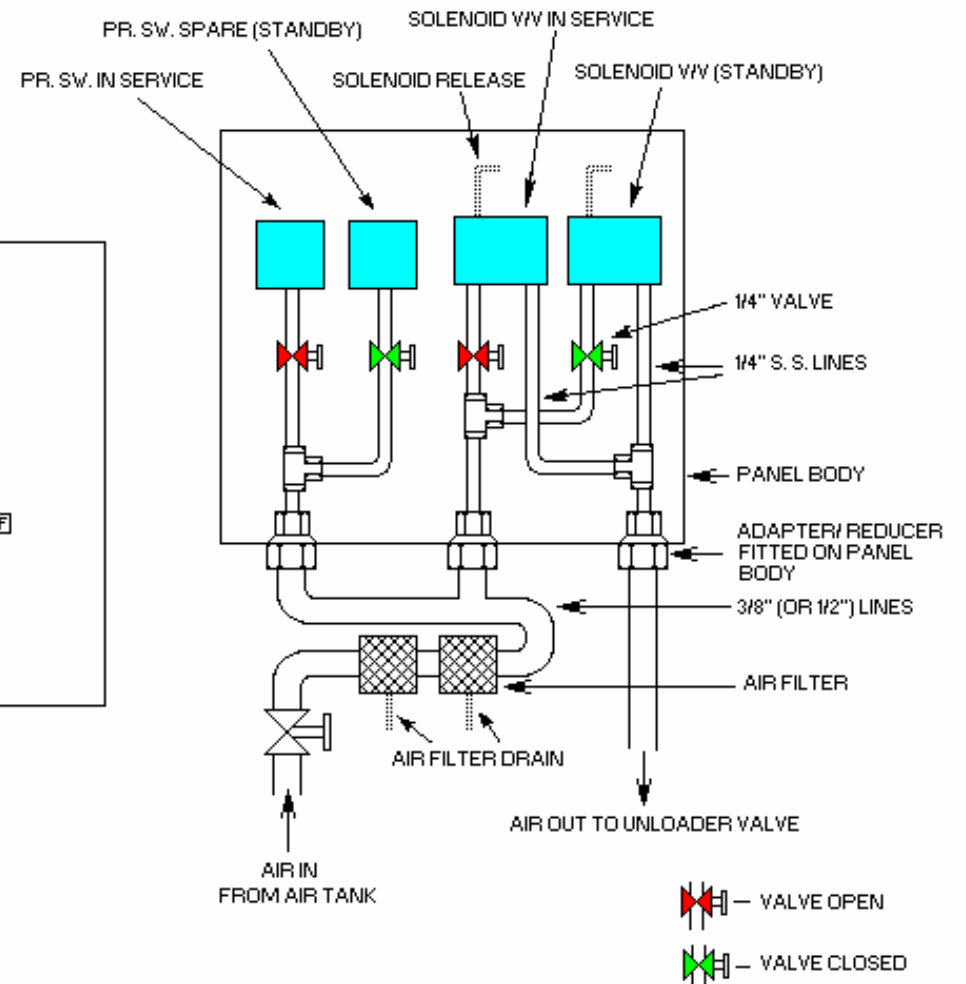 PR. SW. SPARE (STANDBY)
SOLENOID V/V IN SERVICE
PR. SW. IN SERVICE
SOLENOID RELEASE
SOLENOID V/V (STANDBY)
1/4" VALVE
1/4" S. S. LINES
PANEL BODY
F
ADAPTER/ REDUCER
FITTED ON PANEL
BODY
3/8" (OR 1/2") LINES
AIR FILTER
AIR FILTER DRAIN
AIR OUT TO UNLOADER VALVE
AIR IN
FROM AIR TANK
— VALVE OPEN
— VALVE CLOSED